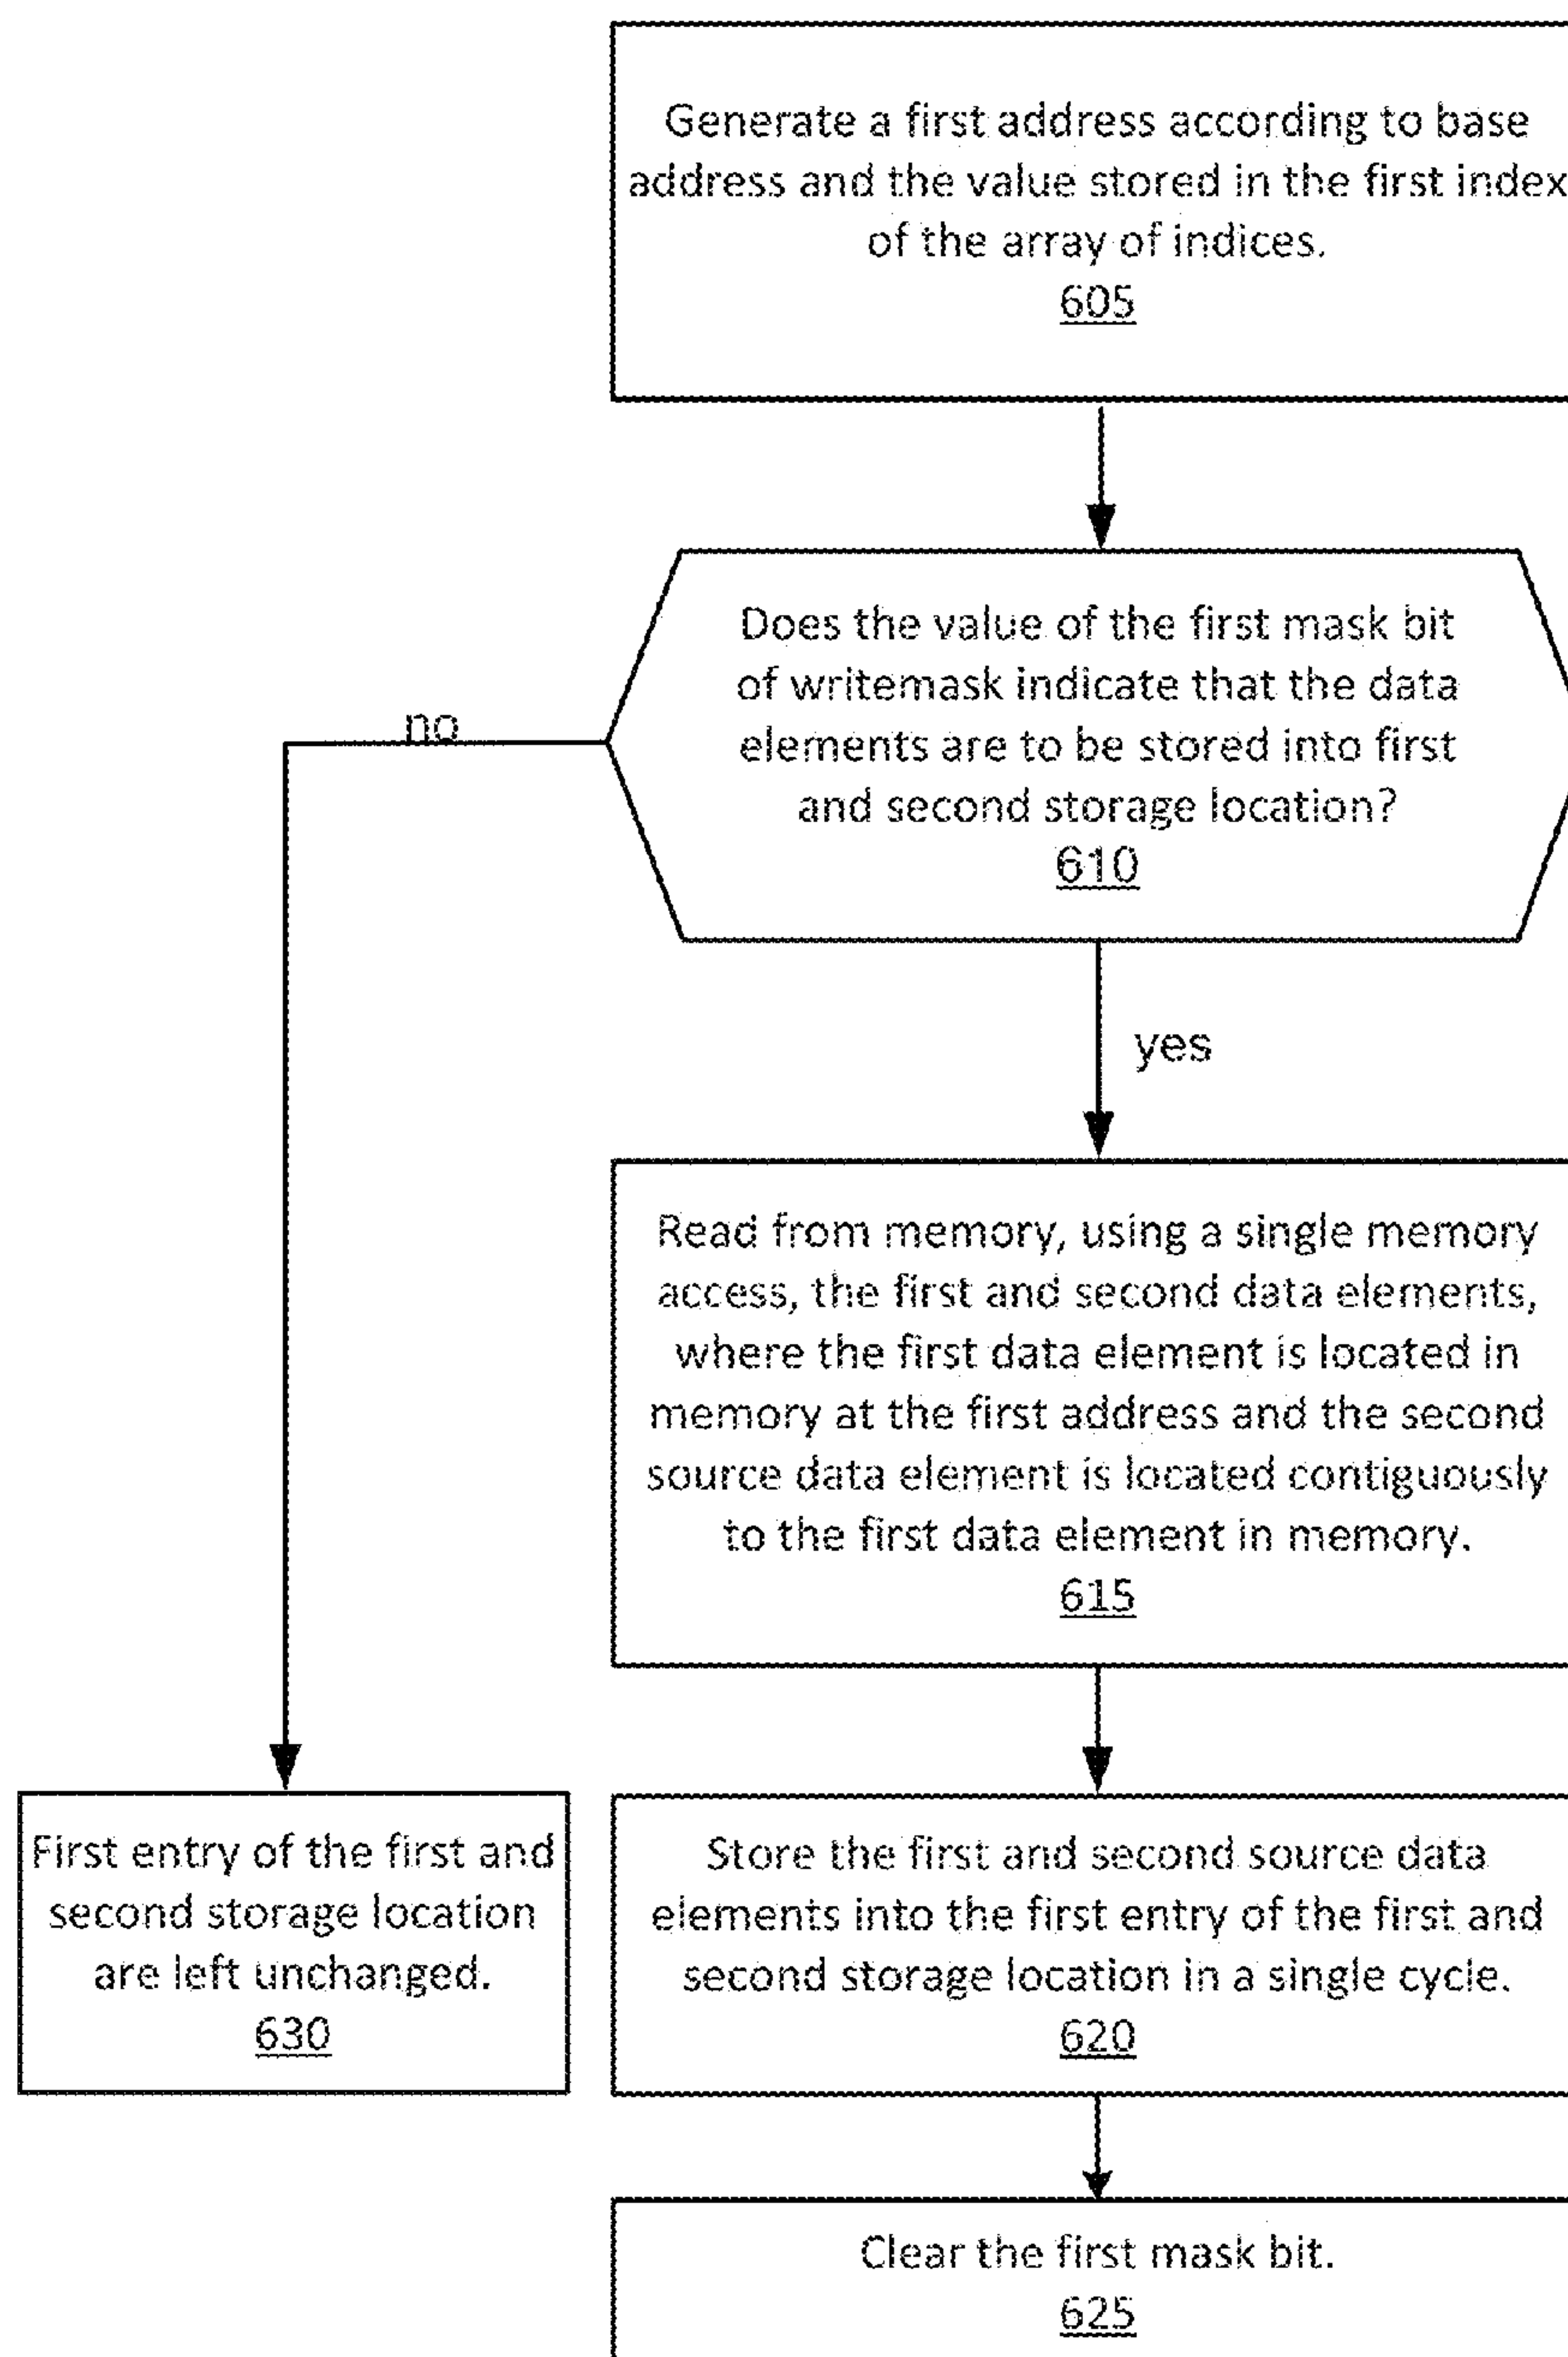 Generate a first address according to base
address and the value stored in the first index
of the array of indices.
605
Does the value of the first mask bit
of writemask indicate that the data
elements are to be stored into first
and second storage location?
610
no
yes
Read from memory, using a single memory
access, the first and second data elements,
where the first data element is located in
memory at the first address and the second
source data element is located contiguously
to the first data element in memory.
615
First entry of the first and
second storage location
are left unchanged.
630
Store the first and second source data
elements into the first entry of the first and
second storage location in a single cycle.
620
Clear the first mask bit.
625